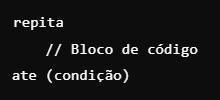 repita
// Bloco de código
ate (condição)